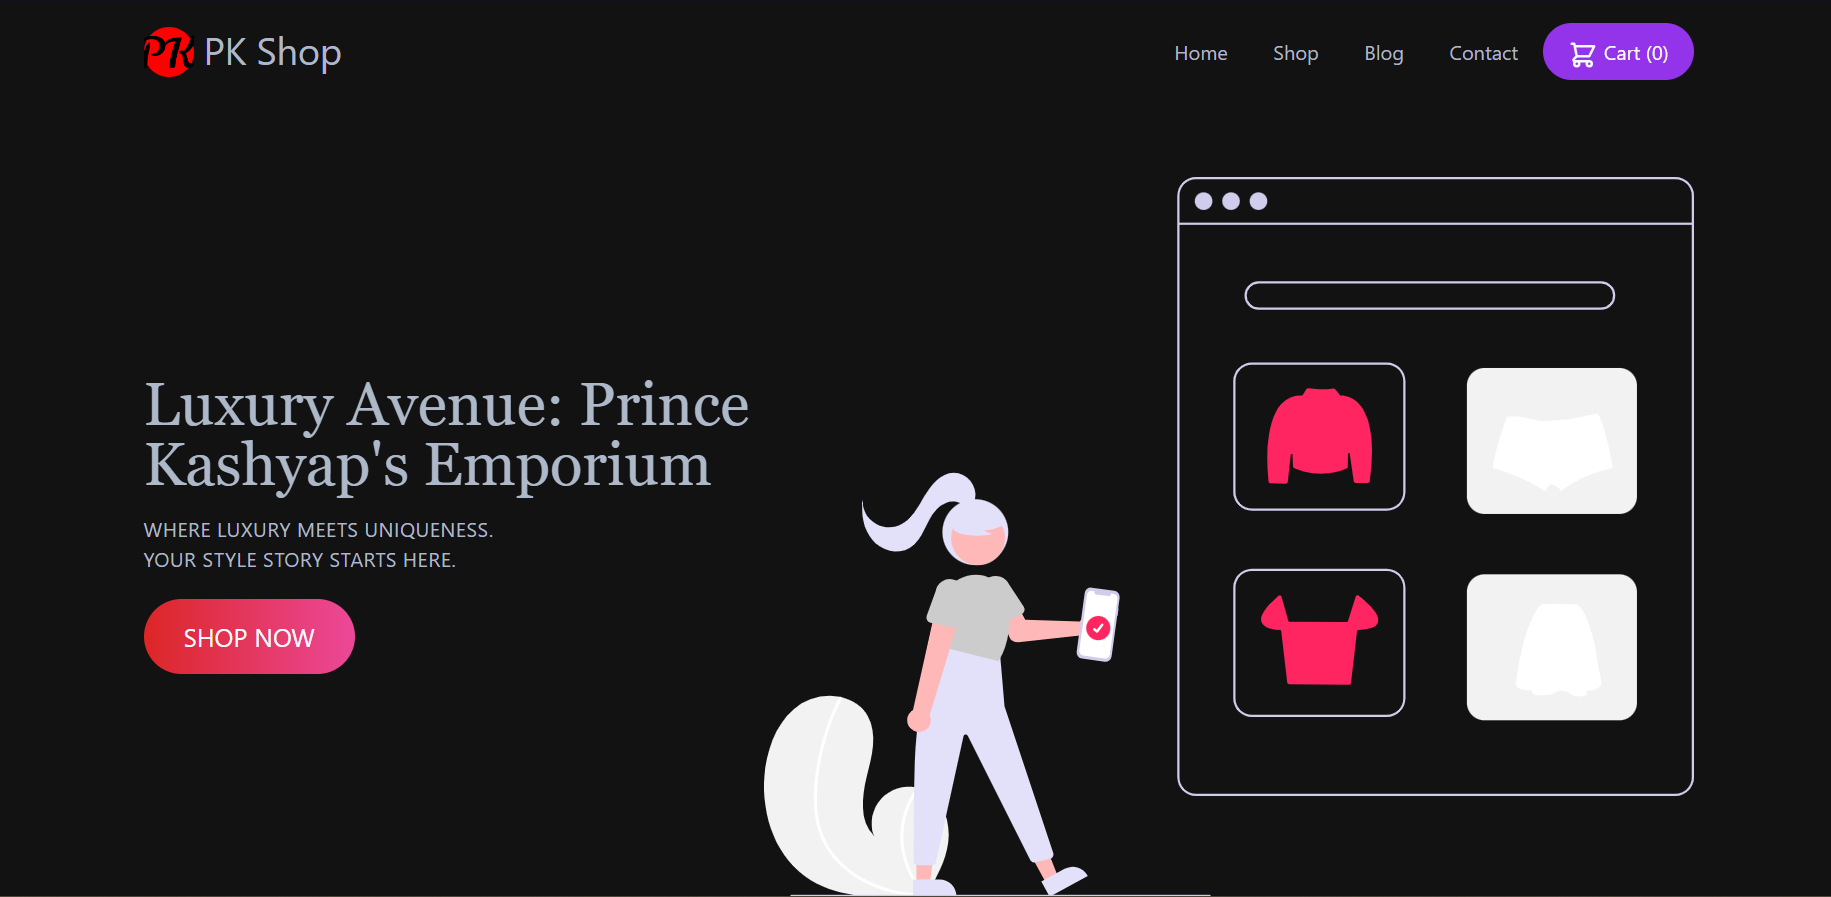 PK PK Shop
Home Shop Blog Contact Cart (0)
Luxury Avenue: Prince
Kashyap's Emporium
WHERE LUXURY MEETS UNIQUENESS.
YOUR STYLE STORY STARTS HERE.
SHOP NOW